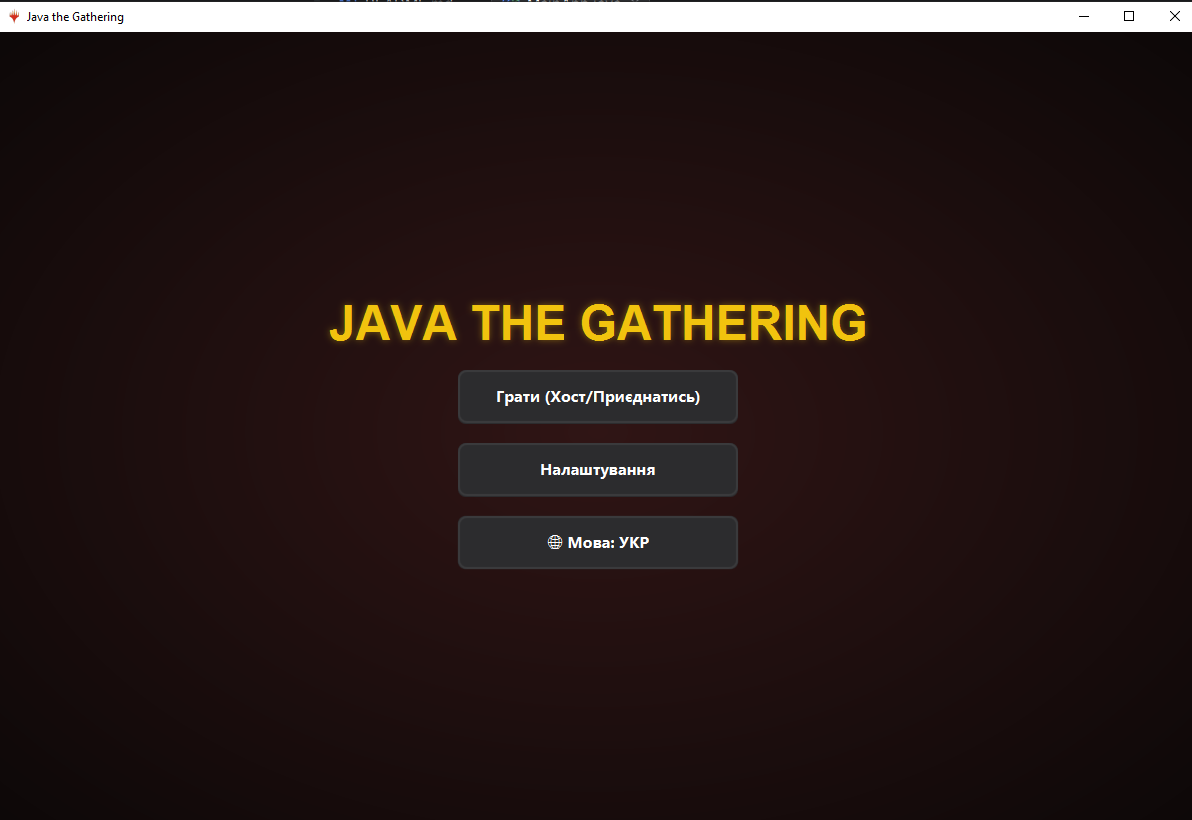 Java the Gathering
JAVA THE GATHERING
Грати (Хост/Приєднатись)
Налаштування
Мова: УКР